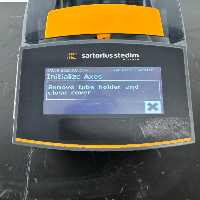 sartorius stedim
Initialize Axes
Remove tube holder and
close cover